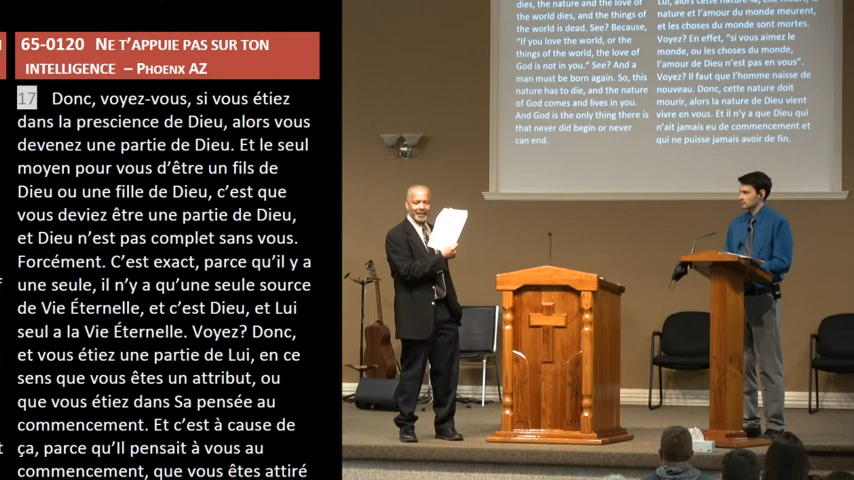 65-0120 NE T'APPUIE PAS SUR TON
INTELLIGENCE – PHOENX AZ
17 Donc, voyez-vous, si vous étiez
dans la prescience de Dieu, alors vous
devenez une partie de Dieu. Et le seul
moyen pour vous d'être un fils de
Dieu ou une fille de Dieu, c'est que
vous deviez être une partie de Dieu,
et Dieu n'est pas complet sans vous.
Forcément. C'est exact, parce qu'il y a
une seule, il n'y a qu'une seule source
de Vie Éternelle, et c'est Dieu, et Lui
seul a la Vie Éternelle. Voyez? Donc,
et vous étiez une partie de Lui, en ce
sens que vous êtes un attribut, ou
que vous étiez dans Sa pensée au
commencement. Et c'est à cause de
ça, parce qu'Il pensait à vous au
commencement, que vous êtes attiré
dies, the nature and the love of
the world dies, and the things of
the world is dead. See? Because,
"If you love the world, or the
things of the world, the love of
God is not in you." See? And a
man must be born again. So, this
nature has to die, and the nature
of God comes and lives in you.
And God is the only thing there is
that never did begin or never
can end.
nature et l'amour du monde meurent,
et les choses du monde sont mortes.
Voyez? En effet, "si vous aimez le
monde, ou les choses du monde,
l'amour de Dieu n'est pas en vous".
Voyez? Il faut que l'homme naisse de
nouveau. Donc, cette nature doit
mourir, alors la nature de Dieu vient
vivre en vous. Et il n'y a que Dieu qui
n'ait jamais eu de commencement et
qui ne puisse jamais avoir de fin.